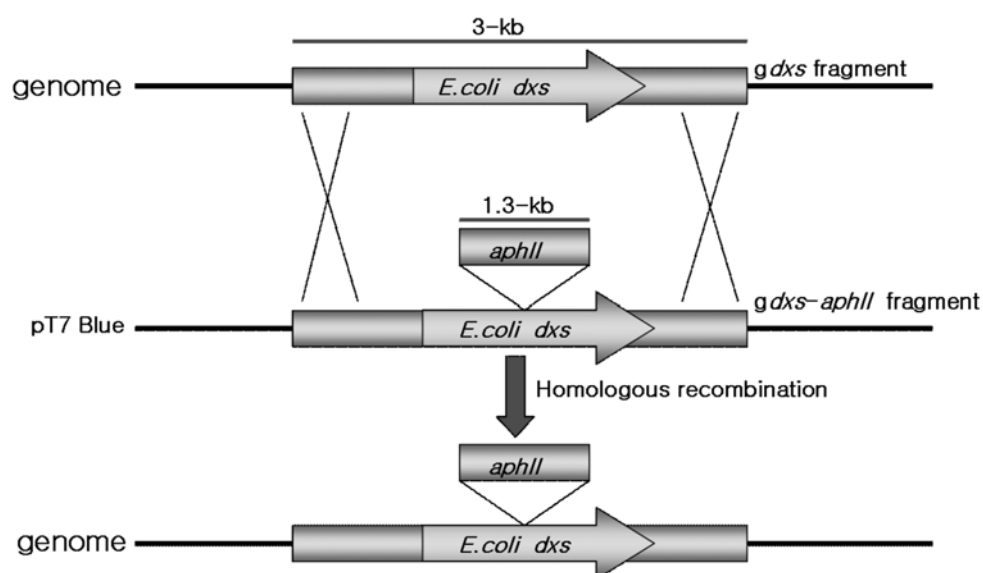 3-kb
gdxs fragment
genome
E.coli dxs
1.3-kb
aphII
gdxs-aphII fragment
pT7 Blue
E.coli dxs
Homologous recombination
aphII
genome
E.coli dxs